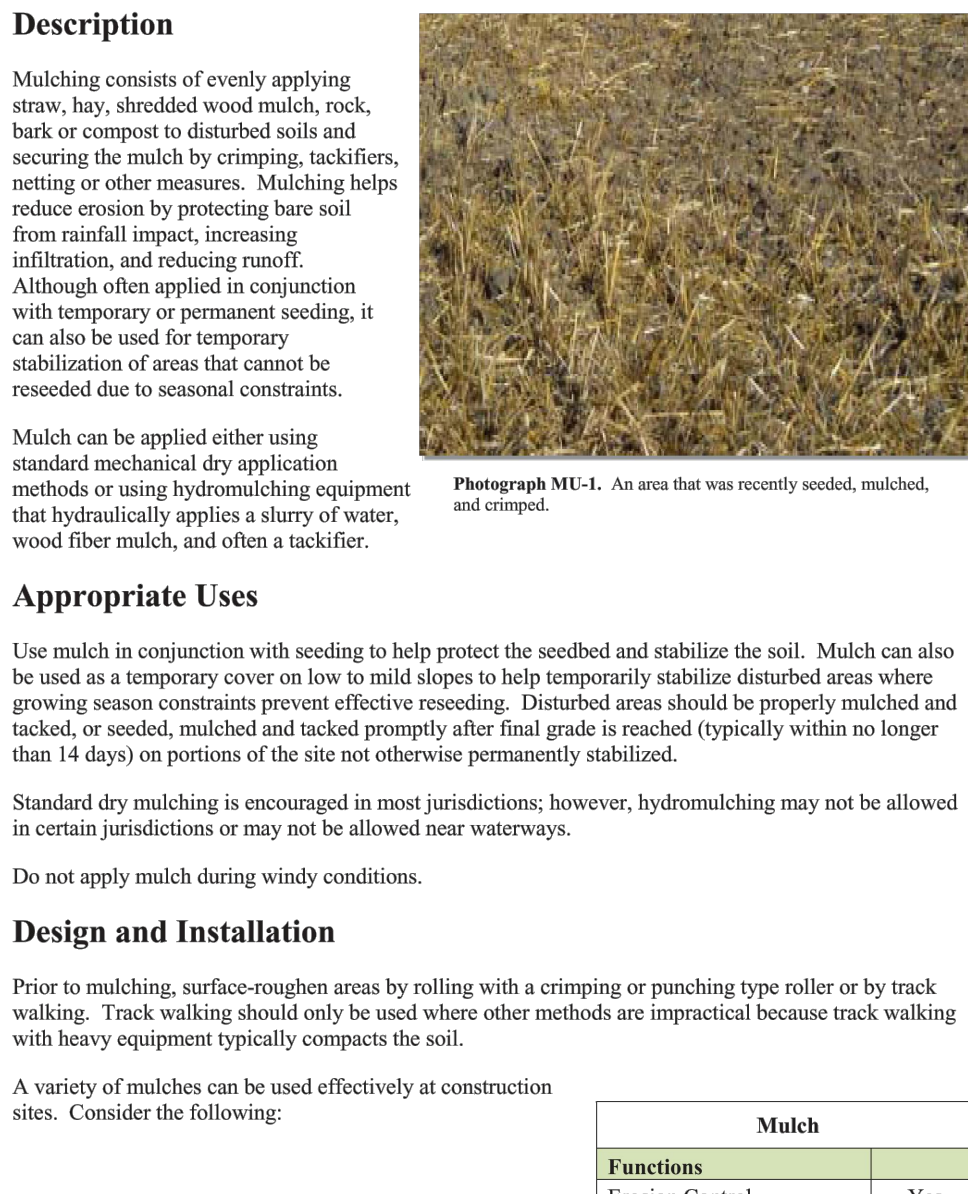 Description
Mulching consists of evenly applying
straw, hay, shredded wood mulch, rock,
bark or compost to disturbed soils and
securing the mulch by crimping, tackifiers,
netting or other measures.  Mulching helps
reduce erosion by protecting bare soil
from rainfall impact, increasing
infiltration, and reducing runoff.
Although often applied in conjunction
with temporary or permanent seeding, it
can also be used for temporary
stabilization of areas that cannot be
reseeded due to seasonal constraints.
Mulch can be applied either using
standard mechanical dry application
methods or using hydromulching equipment
that hydraulically applies a slurry of water,
wood fiber mulch, and often a tackifier.
Photograph MU-1.  An area that was recently seeded, mulched,
and crimped.
Appropriate Uses
Use mulch in conjunction with seeding to help protect the seedbed and stabilize the soil.  Mulch can also
be used as a temporary cover on low to mild slopes to help temporarily stabilize disturbed areas where
growing season constraints prevent effective reseeding.  Disturbed areas should be properly mulched and
tacked, or seeded, mulched and tacked promptly after final grade is reached (typically within no longer
than 14 days) on portions of the site not otherwise permanently stabilized.
Standard dry mulching is encouraged in most jurisdictions; however, hydromulching may not be allowed
in certain jurisdictions or may not be allowed near waterways.
Do not apply mulch during windy conditions.
Design and Installation
Prior to mulching, surface-roughen areas by rolling with a crimping or punching type roller or by track
walking.  Track walking should only be used where other methods are impractical because track walking
with heavy equipment typically compacts the soil.
A variety of mulches can be used effectively at construction
sites.  Consider the following:
Mulch
Functions
Erosion Control Yes